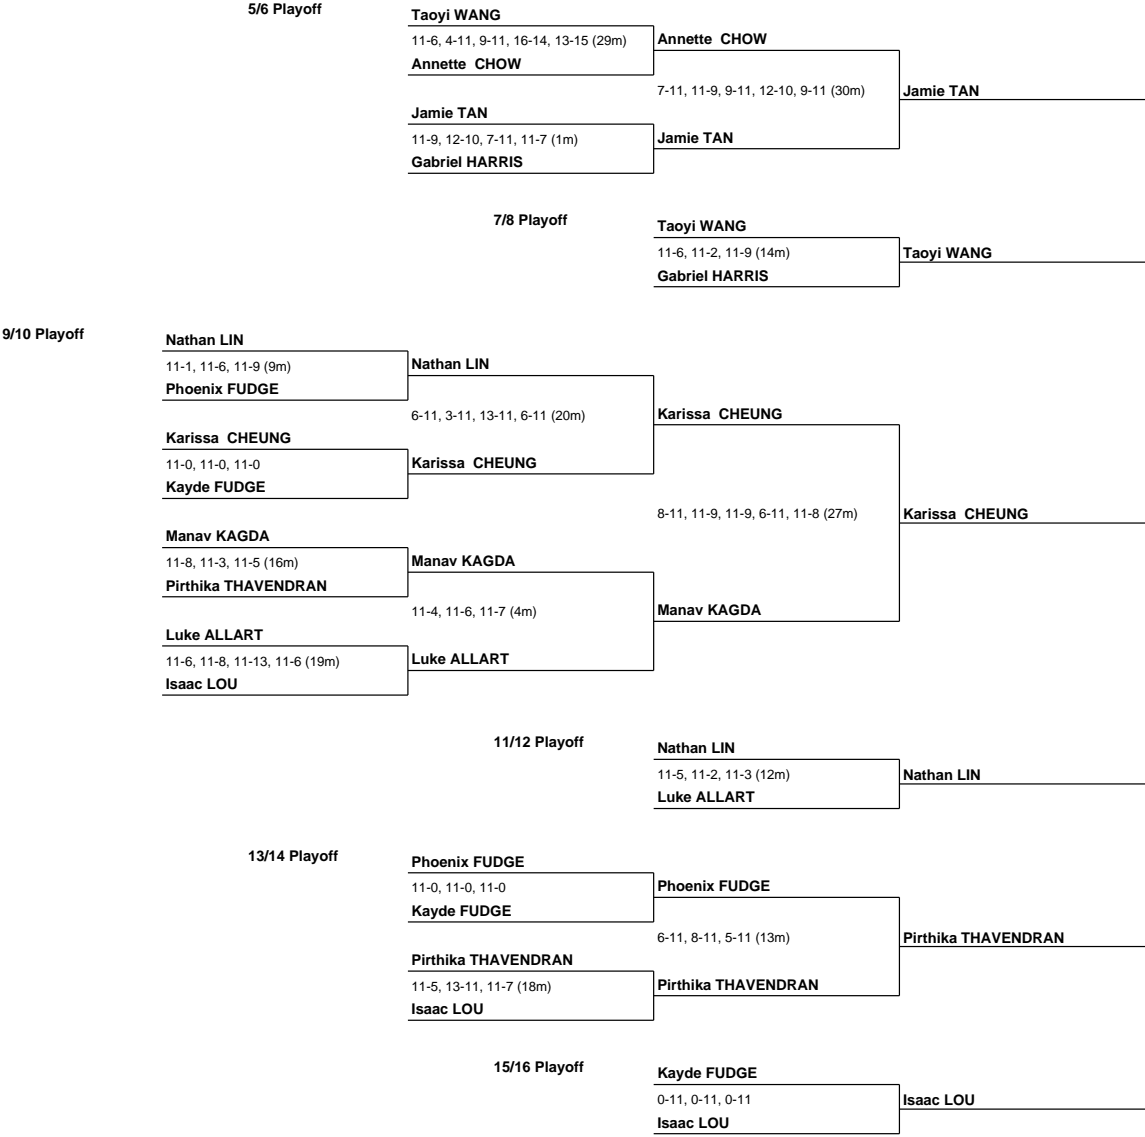 5/6 Playoff
Taoyi WANG
11-6, 4-11, 9-11, 16-14, 13-15 (29m)
Annette CHOW
Annette CHOW
7-11, 11-9, 9-11, 12-10, 9-11 (30m)
Jamie TAN
Jamie TAN
11-9, 12-10, 7-11, 11-7 (1m)
Jamie TAN
Gabriel HARRIS
7/8 Playoff
Taoyi WANG
11-6, 11-2, 11-9 (14m)
Taoyi WANG
Gabriel HARRIS
9/10 Playoff
Nathan LIN
11-1, 11-6, 11-9 (9m)
Nathan LIN
Phoenix FUDGE
6-11, 3-11, 13-11, 6-11 (20m)
Karissa CHEUNG
Karissa CHEUNG
11-0, 11-0, 11-0
Karissa CHEUNG
Kayde FUDGE
8-11, 11-9, 11-9, 6-11, 11-8 (27m)
Karissa CHEUNG
Manav KAGDA
11-8, 11-3, 11-5 (16m)
Manav KAGDA
Pirthika THAVENDRAN
11-4, 11-6, 11-7 (4m)
Manav KAGDA
Luke ALLART
11-6, 11-8, 11-13, 11-6 (19m)
Luke ALLART
Isaac LOU
11/12 Playoff
Nathan LIN
11-5, 11-2, 11-3 (12m)
Nathan LIN
Luke ALLART
13/14 Playoff
Phoenix FUDGE
11-0, 11-0, 11-0
Phoenix FUDGE
Kayde FUDGE
6-11, 8-11, 5-11 (13m)
Pirthika THAVENDRAN
Pirthika THAVENDRAN
11-5, 13-11, 11-7 (18m)
Pirthika THAVENDRAN
Isaac LOU
15/16 Playoff
Kayde FUDGE
0-11, 0-11, 0-11
Isaac LOU
Isaac LOU